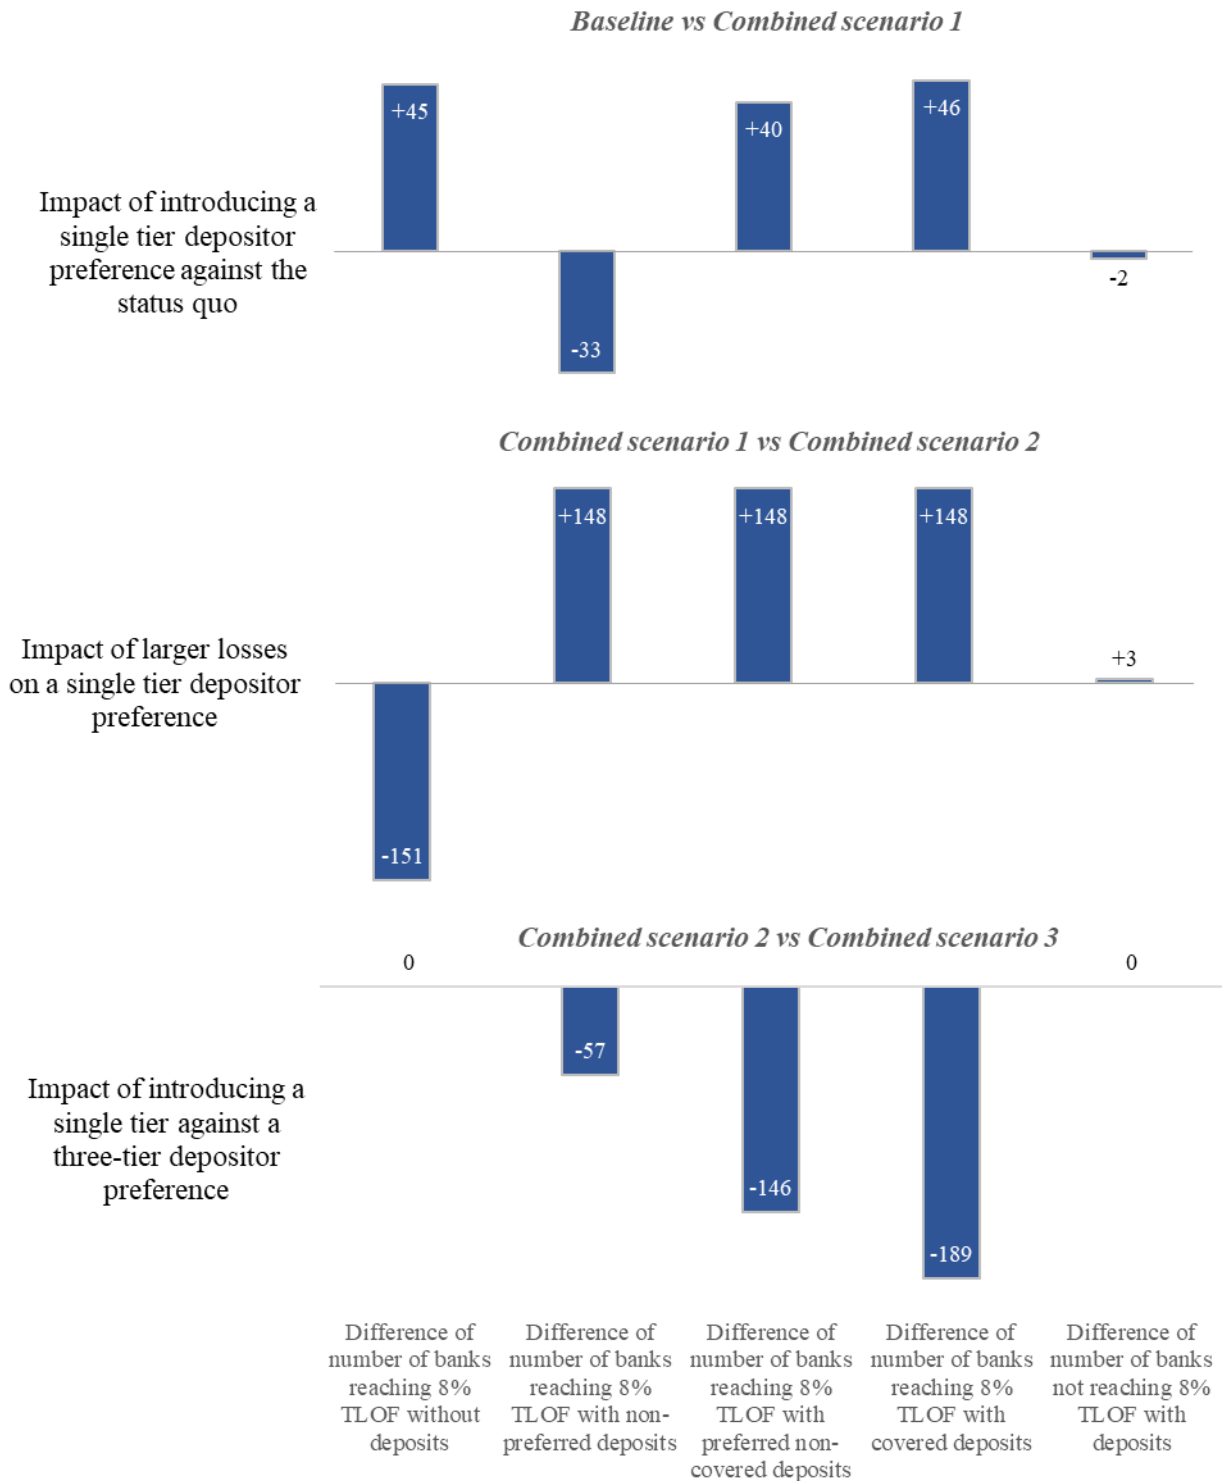 Baseline vs Combined scenario 1
+45
+40
+46
Impact of introducing a
single tier depositor
preference against the
status quo
-33
-2
Combined scenario 1 vs Combined scenario 2
+148
+148
+148
Impact of larger losses
on a single tier depositor
preference
+3
-151
Combined scenario 2 vs Combined scenario 3
0
0
Impact of introducing a
single tier against a
three-tier depositor
preference
-57
-146
-189
Difference of
number of banks
reaching 8%
TLOF without
deposits
Difference of
number of banks
reaching 8%
TLOF with non-
preferred deposits
Difference of
number of banks
reaching 8%
TLOF with
preferred non-
covered deposits
Difference of
number of banks
reaching 8%
TLOF with
covered deposits
Difference of
number of banks
not reaching 8%
TLOF with
deposits